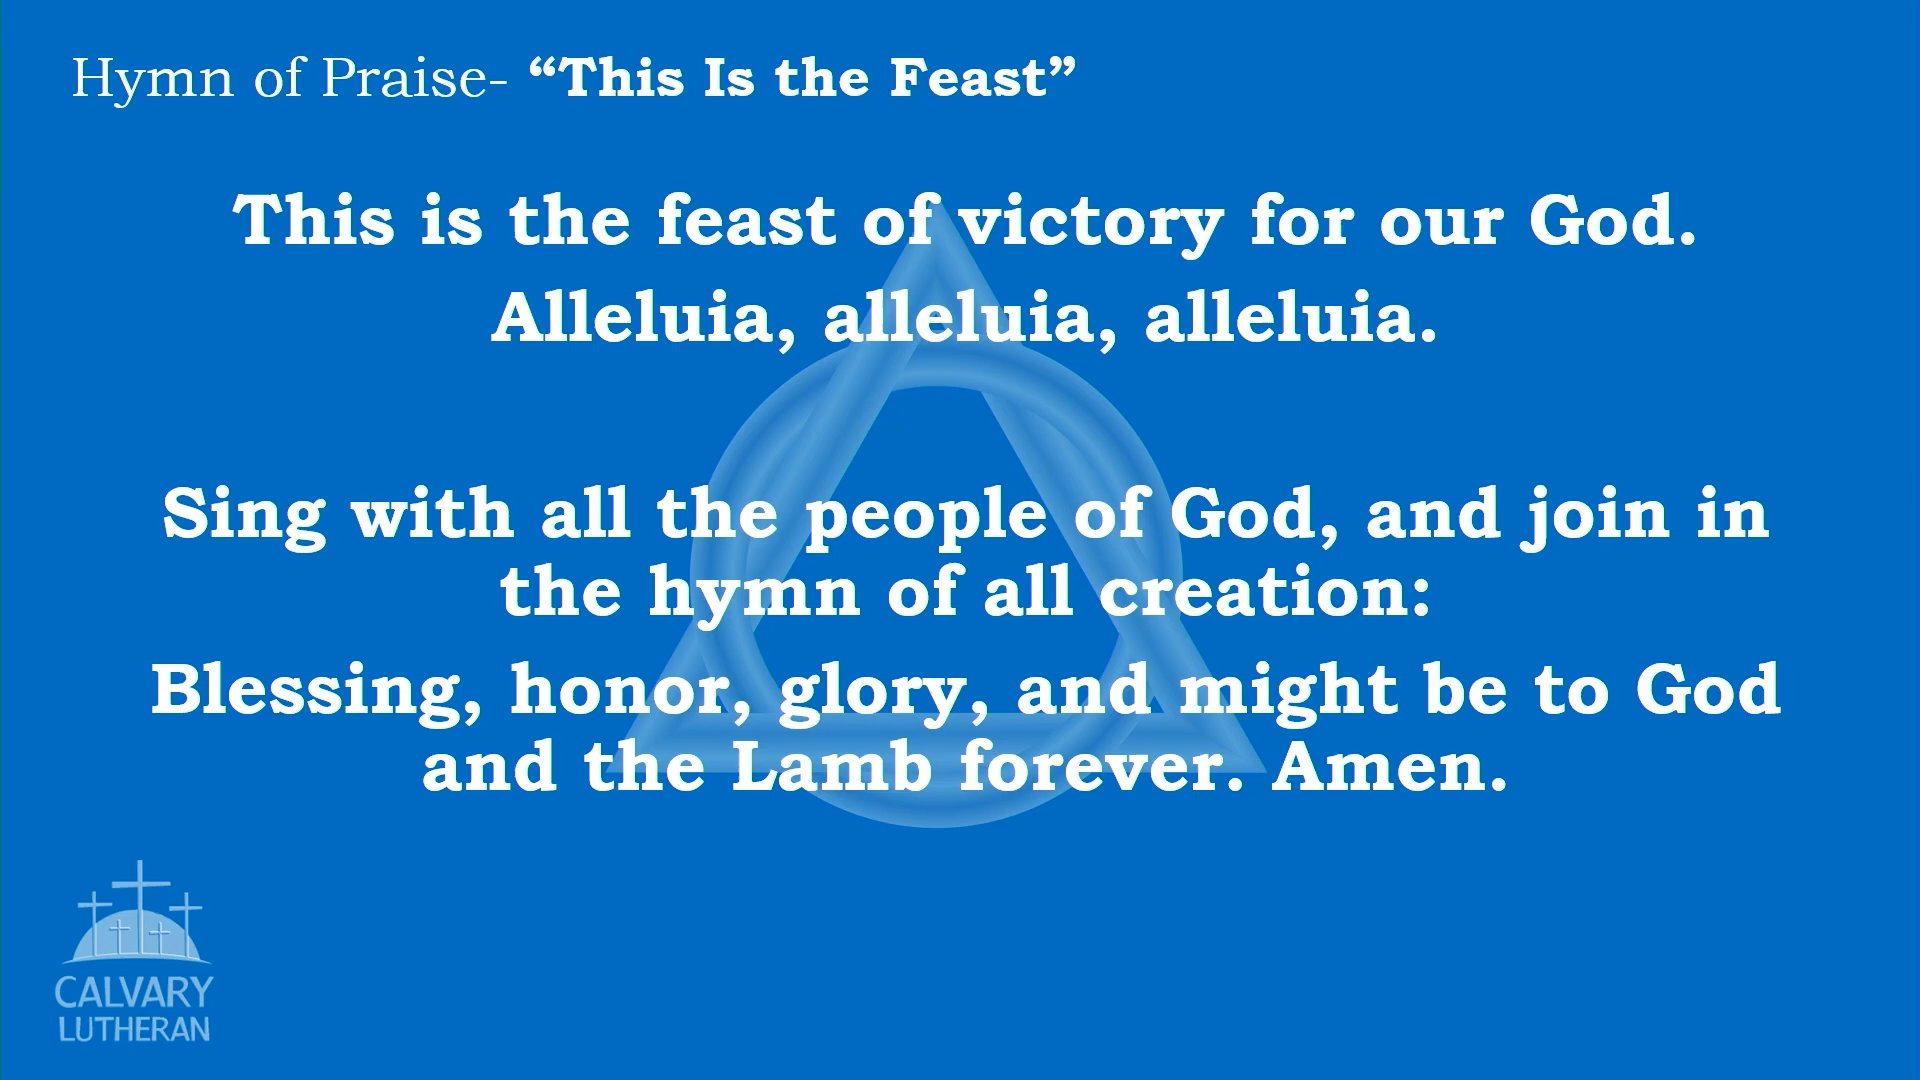 Hymn of Praise- “This Is the Feast”
This is the feast of victory for our God.
Alleluia, alleluia, alleluia.
Sing with all the people of God, and join in
the hymn of all creation:
Blessing, honor, glory, and might be to God
and the Lamb forever. Amen.
CALVARY
LUTHERAN